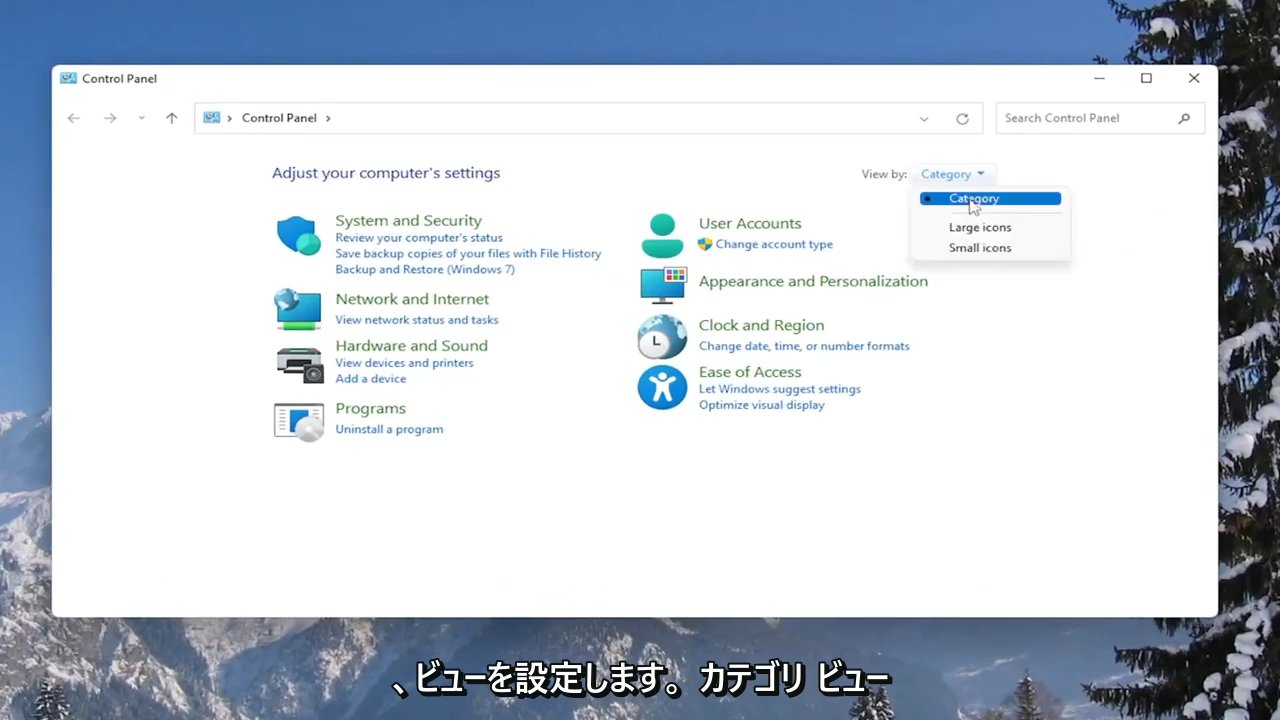 Control Panel
Control Panel
Search Control Panel
Adjust your computer's settings
View by: Category
Category
Large icons
Small icons
System and Security
Review your computer's status
Save backup copies of your files with File History
Backup and Restore (Windows 7)
Network and Internet
View network status and tasks
Hardware and Sound
View devices and printers
Add a device
Programs
Uninstall a program
User Accounts
Change account type
Appearance and Personalization
Clock and Region
Change date, time, or number formats
Ease of Access
Let Windows suggest settings
Optimize visual display
、ビューを設定します。カテゴリ ビュー